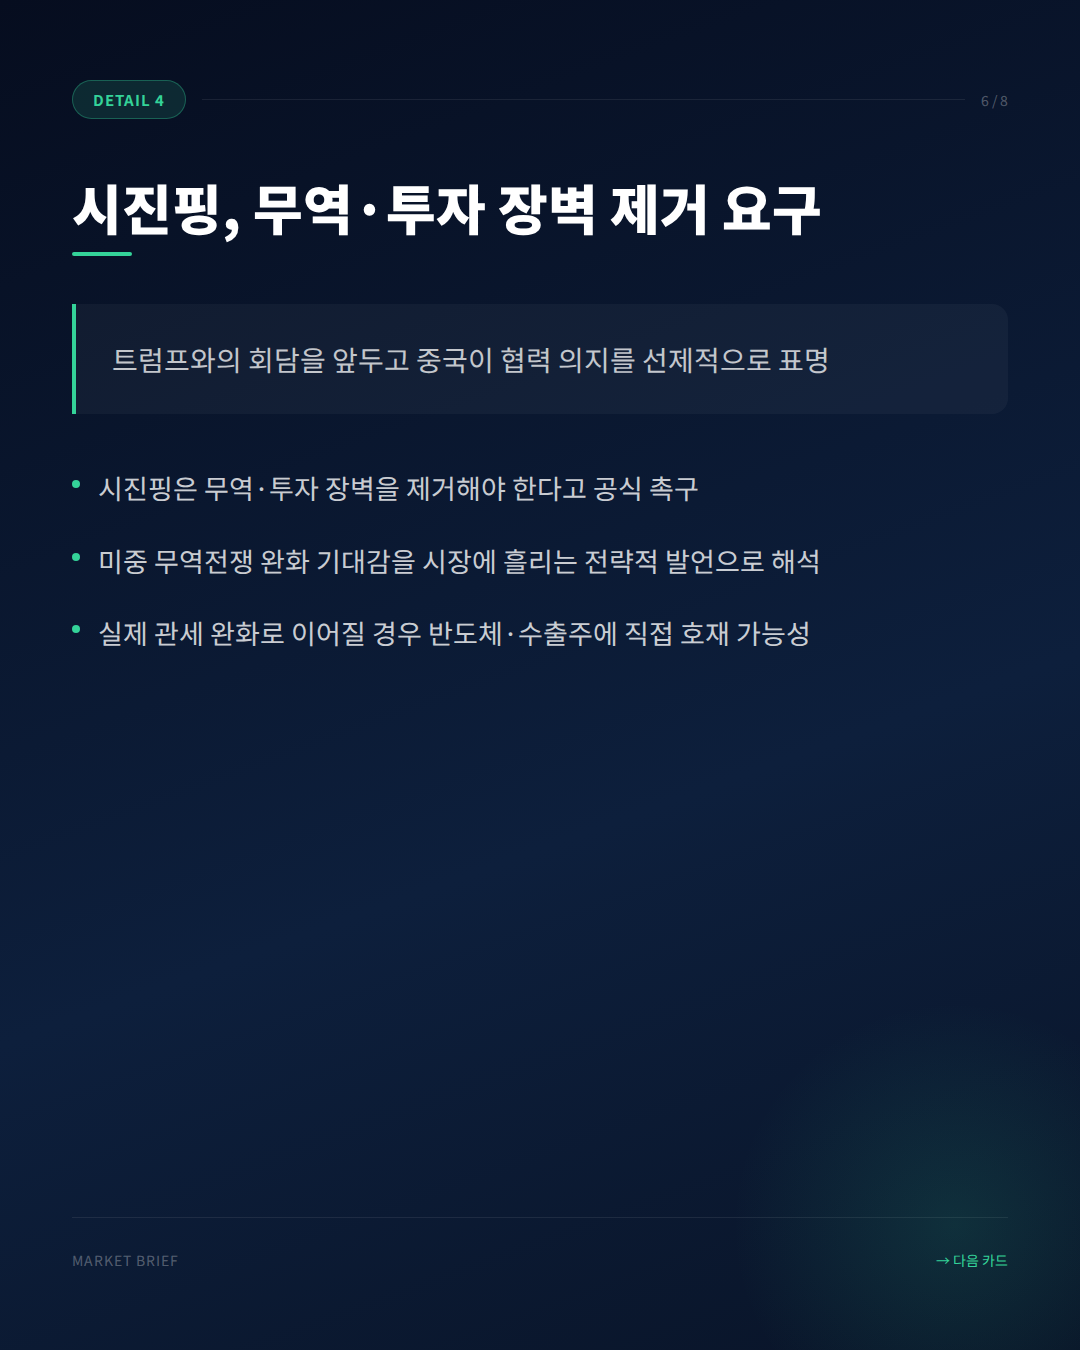 DETAIL 4
6 / 8
시진핑, 무역·투자 장벽 제거 요구
트럼프와의 회담을 앞두고 중국이 협력 의지를 선제적으로 표명
• 시진핑은 무역·투자 장벽을 제거해야 한다고 공식 촉구
• 미중 무역전쟁 완화 기대감을 시장에 흘리는 전략적 발언으로 해석
• 실제 관세 완화로 이어질 경우 반도체·수출주에 직접 호재 가능성
MARKET BRIEF
→ 다음 카드